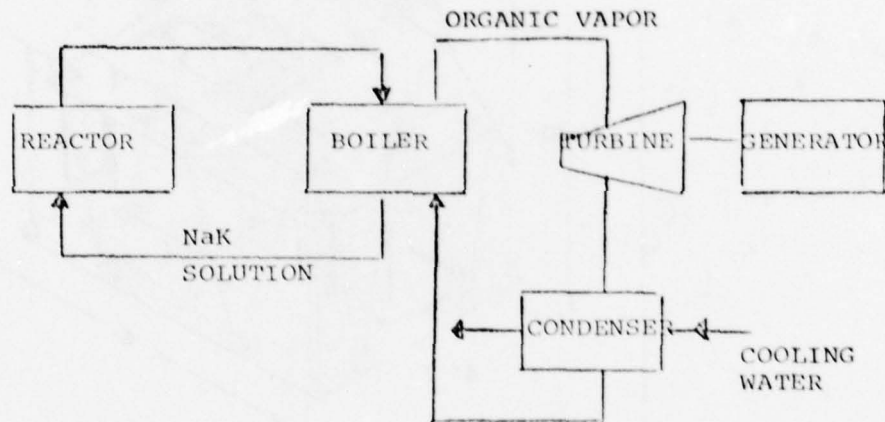 ORGANIC VAPOR
REACTOR
BOILER
TURBINE
GENERATOR
NaK
SOLUTION
CONDENSER
COOLING
WATER